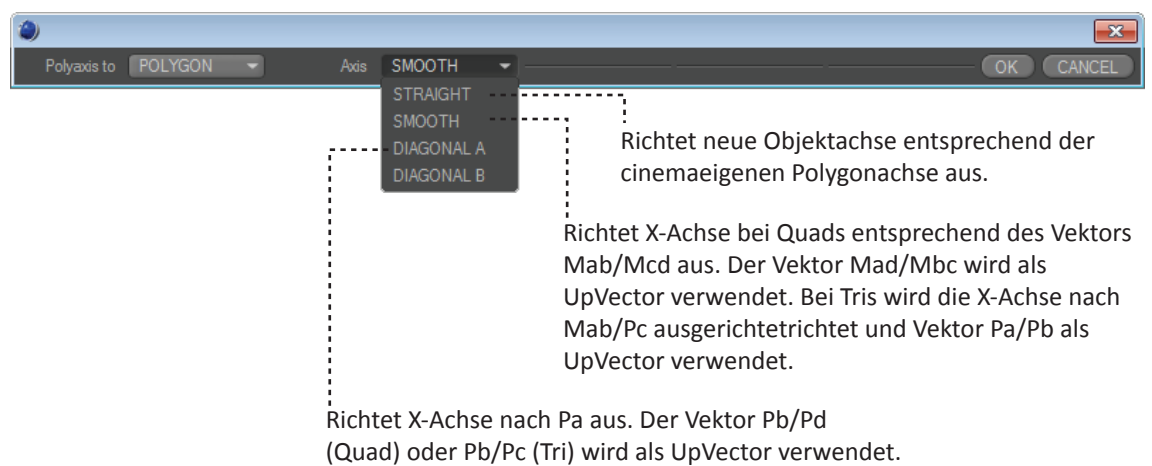 Polyaxis to POLYGON Axis SMOOTH OK CANCEL
STRAIGHT
SMOOTH
DIAGONAL A
DIAGONAL B
Richtet neue Objektachse entsprechend der
cinemaeigenen Polygonachse aus.
Richtet X-Achse bei Quads entsprechend des Vektors
Mab/Mcd aus. Der Vektor Mad/Mbc wird als
UpVector verwendet. Bei Tris wird die X-Achse nach
Mab/Pc ausgerichtetrichtet und Vektor Pa/Pb als
UpVector verwendet.
Richtet X-Achse nach Pa aus. Der Vektor Pb/Pd
(Quad) oder Pb/Pc (Tri) wird als UpVector verwendet.